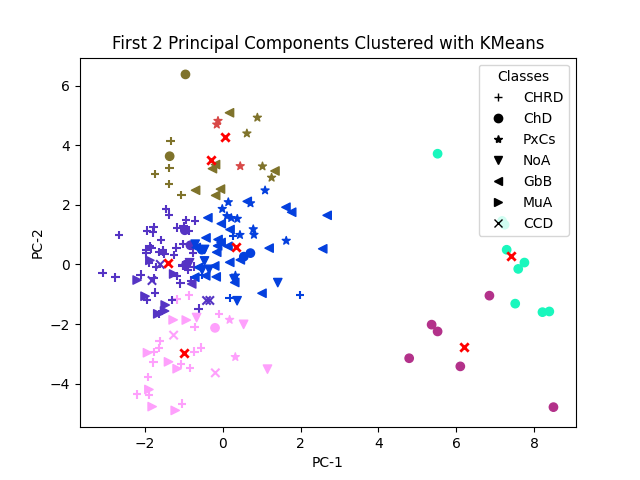 First 2 Principal Components Clustered with KMeans
Classes
CHRD
ChD
PxCs
NoA
GbB
MuA
CCD
6
4
2
0
−2
−4
PC-2
−2
0
2
4
6
8
PC-1